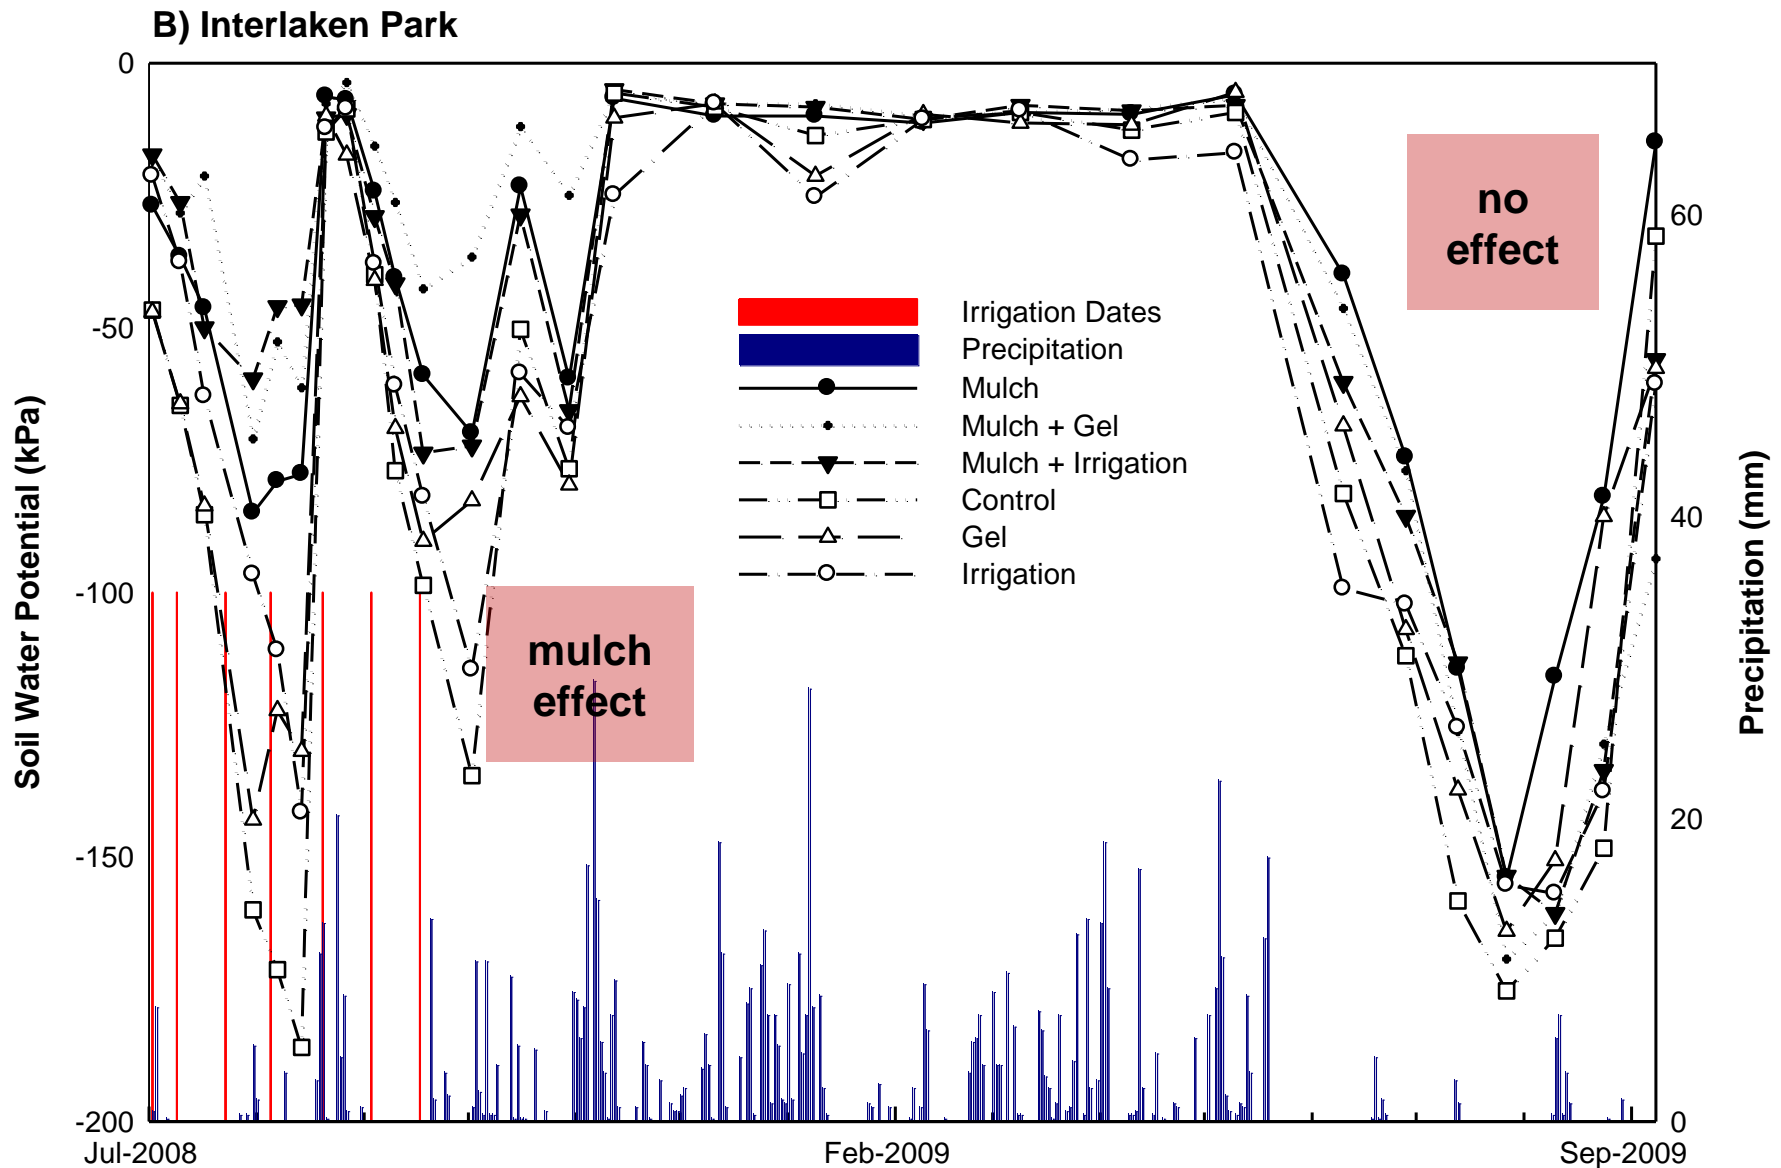 B) Interlaken Park
0
-50
-100
-150
-200
Soil Water Potential (kPa)
60
40
20
0
Precipitation (mm)
no
effect
Irrigation Dates
Precipitation
Mulch
Mulch + Gel
Mulch + Irrigation
Control
Gel
Irrigation
mulch
effect
Jul-2008
Feb-2009
Sep-2009